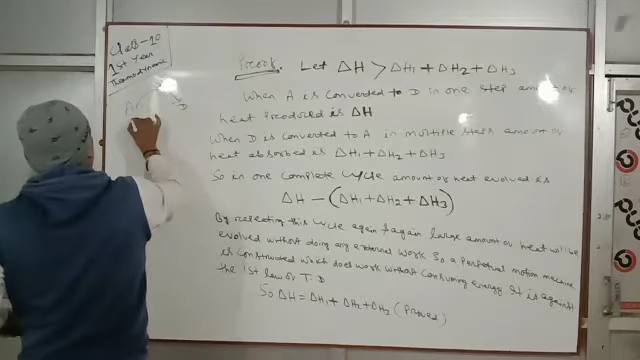 1st Year
Thermodynamic
Proof. Let ΔH > ΔH1 + ΔH2 + ΔH3
When A is converted to D in one step amount of
heat produced is ΔH
When D is converted to A in multiple steps amount of
heat absorbed is ΔH1 + ΔH2 + ΔH3
So in one complete cycle amount of heat evolved is
ΔH - (ΔH1 + ΔH2 + ΔH3)
By repeating this cycle again & again large amount of heat will be
evolved without doing any external work So a perpetual motion machine
is constructed which does work without consuming energy It is against
the 1st law of T.D
So ΔH = ΔH1 + ΔH2 + ΔH3 (Proved)
A
D